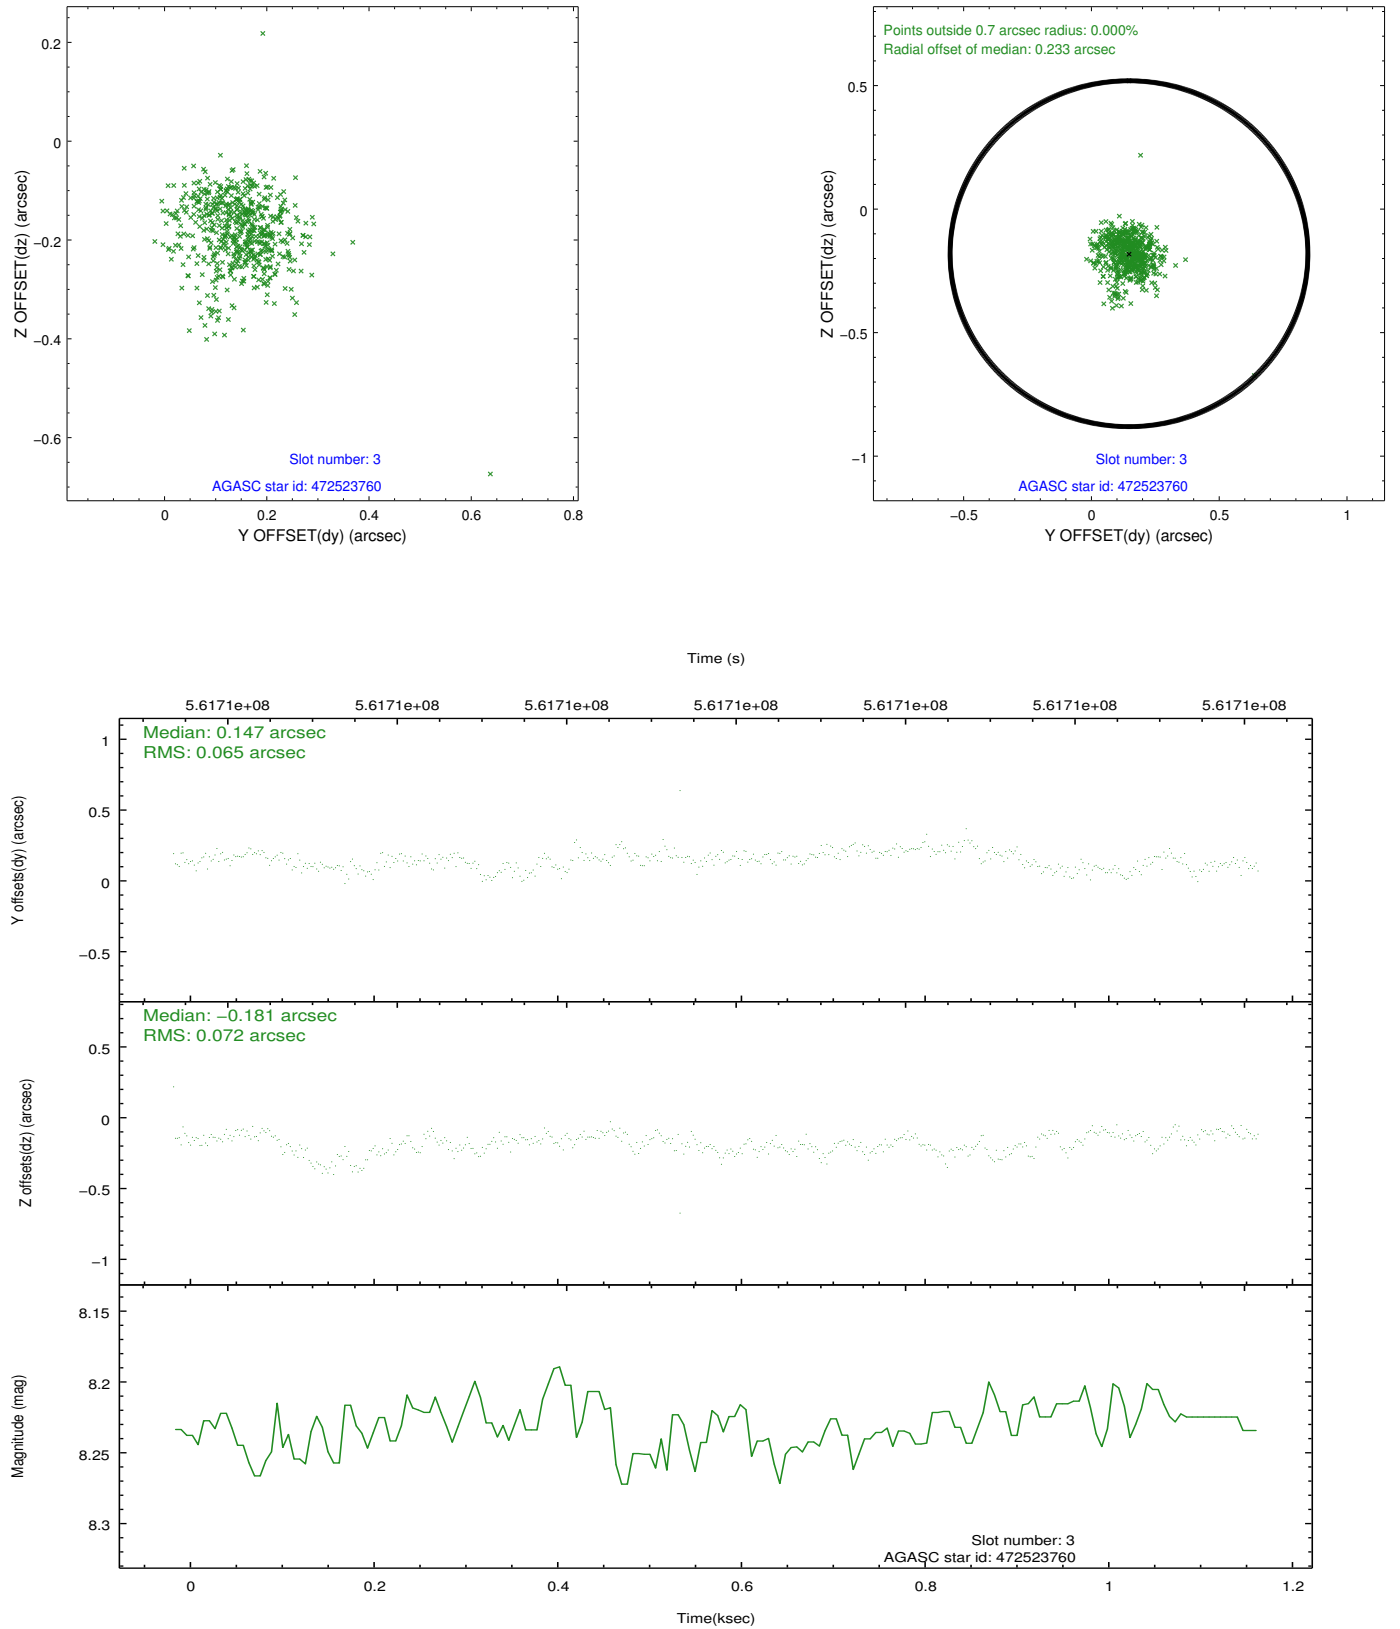 0.2
0
−0.2
−0.4
−0.6
Z OFFSET(dz) (arcsec)
Slot number: 3
AGASC star id: 472523760
0 0.2 0.4 0.6 0.8
Y OFFSET(dy) (arcsec)
Points outside 0.7 arcsec radius: 0.000%
Radial offset of median: 0.233 arcsec
0.5
0
−0.5
−1
Z OFFSET(dz) (arcsec)
Slot number: 3
AGASC star id: 472523760
−0.5 0 0.5 1
Y OFFSET(dy) (arcsec)
Time (s)
5.6171e+08 5.6171e+08 5.6171e+08 5.6171e+08 5.6171e+08 5.6171e+08 5.6171e+08
Median: 0.147 arcsec
RMS: 0.065 arcsec
1
0.5
0
−0.5
Y offsets(dy) (arcsec)
Median: −0.181 arcsec
RMS: 0.072 arcsec
0.5
0
−0.5
−1
Z offsets(dz) (arcsec)
8.15
8.2
8.25
8.3
Magnitude (mag)
Slot number: 3
AGASC star id: 472523760
0 0.2 0.4 0.6 0.8 1 1.2
Time(ksec)